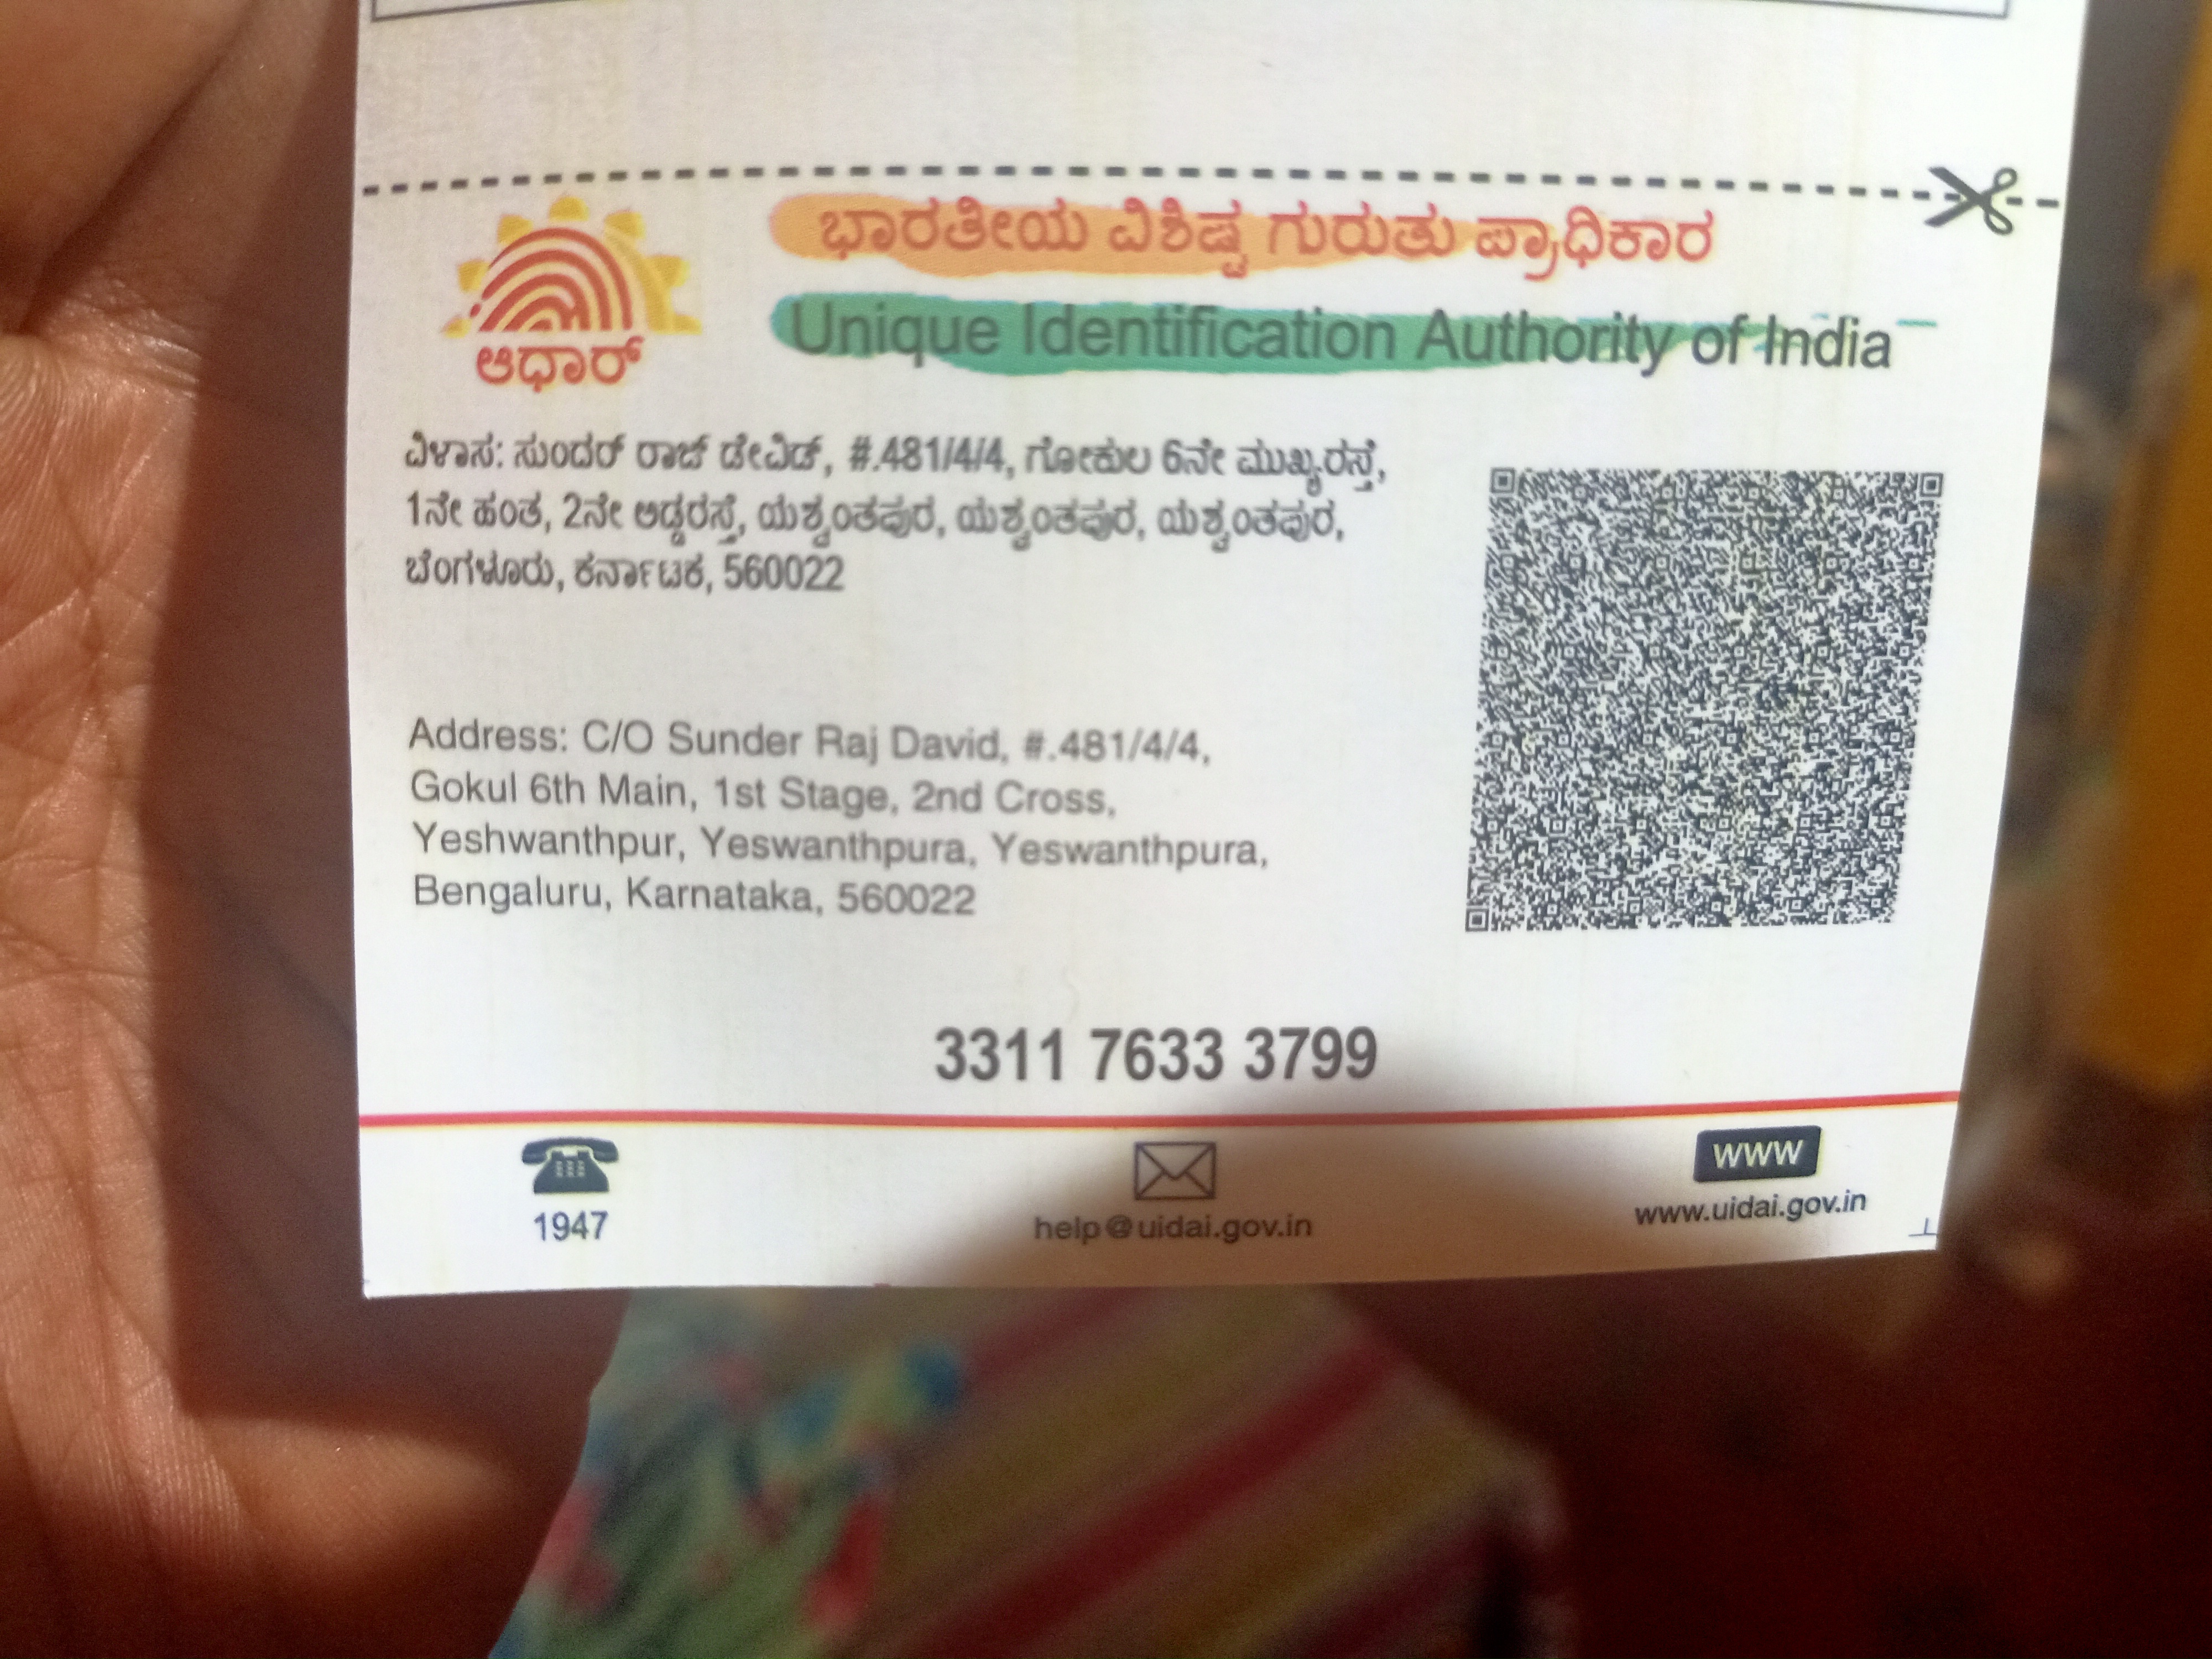 ಭಾರತೀಯ ವಿಶಿಷ್ಟ ಗುರುತು ಪ್ರಾಧಿಕಾರ
Unique Identification Authority of India
ಆಧಾರ್
ವಿಳಾಸ: ಸುಂದರ್ ರಾಜ್ ಡೇವಿಡ್, #.481/4/4, ಗೋಕುಲ 6ನೇ ಮುಖ್ಯರಸ್ತೆ,
1ನೇ ಹಂತ, 2ನೇ ಅಡ್ಡರಸ್ತೆ, ಯಶ್ವಂತಪುರ, ಯಶ್ವಂತಪುರ, ಯಶ್ವಂತಪುರ,
ಬೆಂಗಳೂರು, ಕರ್ನಾಟಕ, 560022
Address: C/O Sunder Raj David, #.481/4/4,
Gokul 6th Main, 1st Stage, 2nd Cross,
Yeshwanthpur, Yeswanthpura, Yeswanthpura,
Bengaluru, Karnataka, 560022
3311 7633 3799
1947
help@uidai.gov.in
www
www.uidai.gov.in